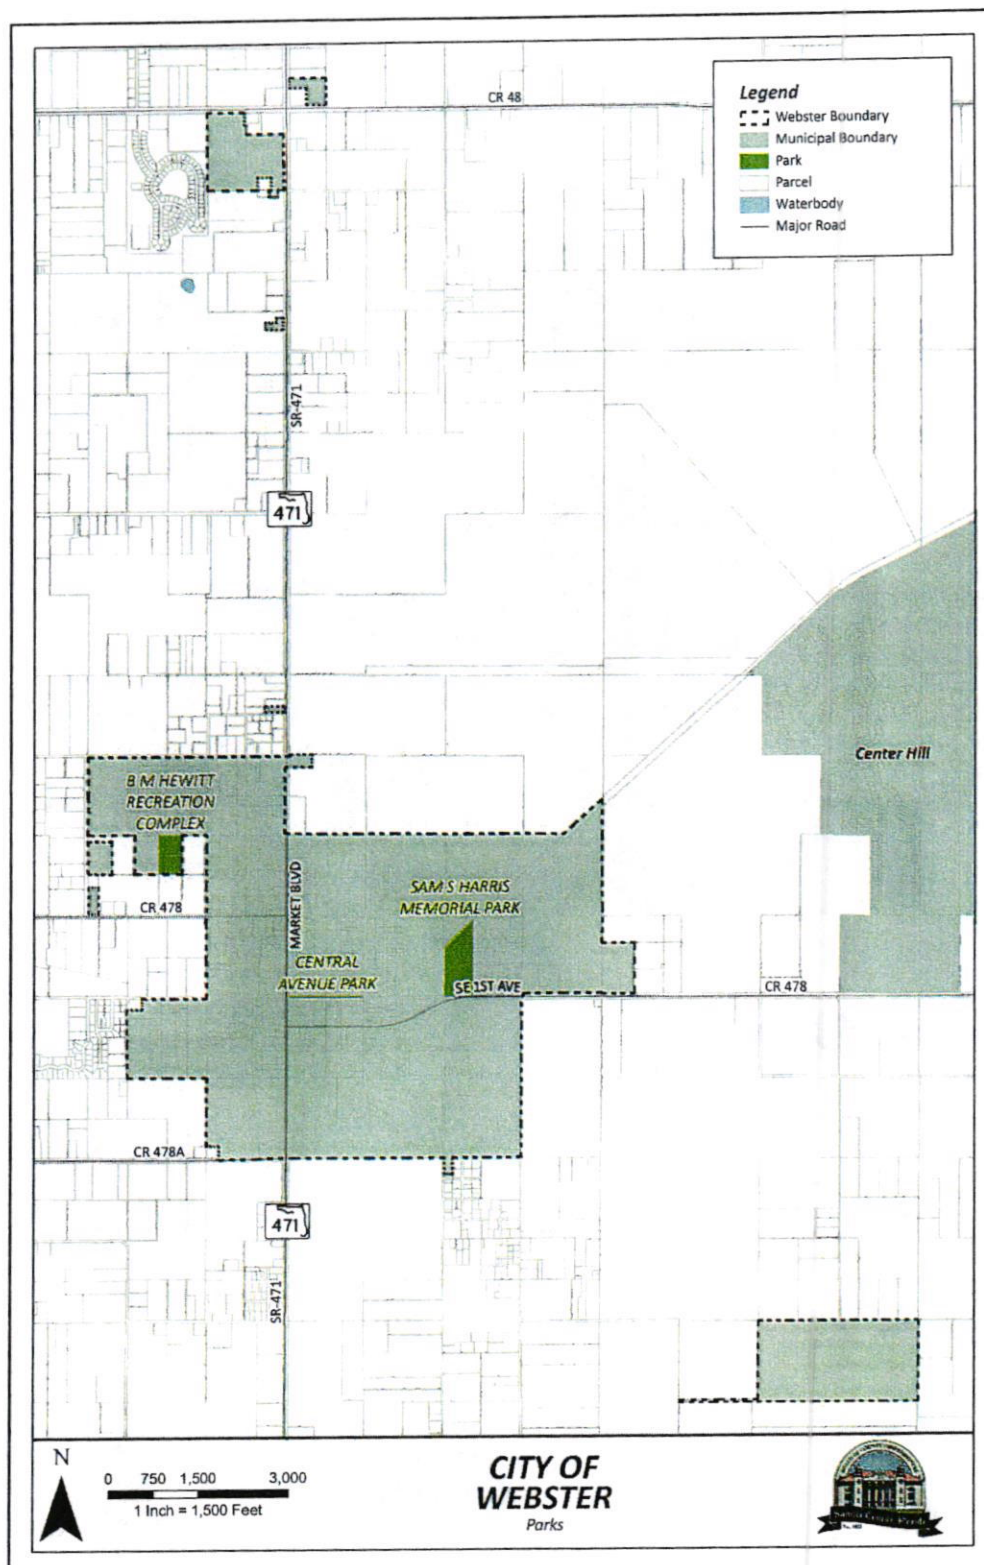 Legend
Webster Boundary
Municipal Boundary
Park
Parcel
Waterbody
Major Road
CR 48
SR-471
471
Center Hill
B M HEWITT
RECREATION
COMPLEX
MARKET BLVD
SAM S HARRIS
MEMORIAL PARK
CR 478
CENTRAL
AVENUE PARK
SE 1ST AVE
CR 478
CR 478A
471
SR-471
N
0 750 1,500 3,000
1 Inch = 1,500 Feet
CITY OF
WEBSTER
Parks